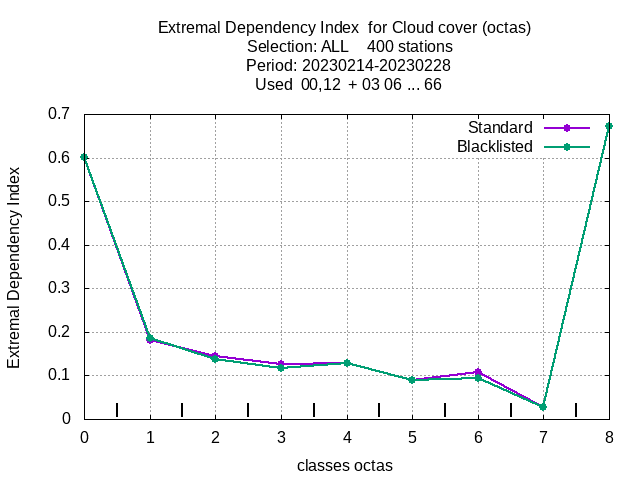 Extremal Dependency Index  for Cloud cover (octas)
Selection: ALL    400 stations
Period: 20230214-20230228
Used  00,12  + 03 06 ... 66
Standard
Blacklisted
Extremal Dependency Index
0.7
0.6
0.5
0.4
0.3
0.2
0.1
0
0 1 2 3 4 5 6 7 8
classes octas